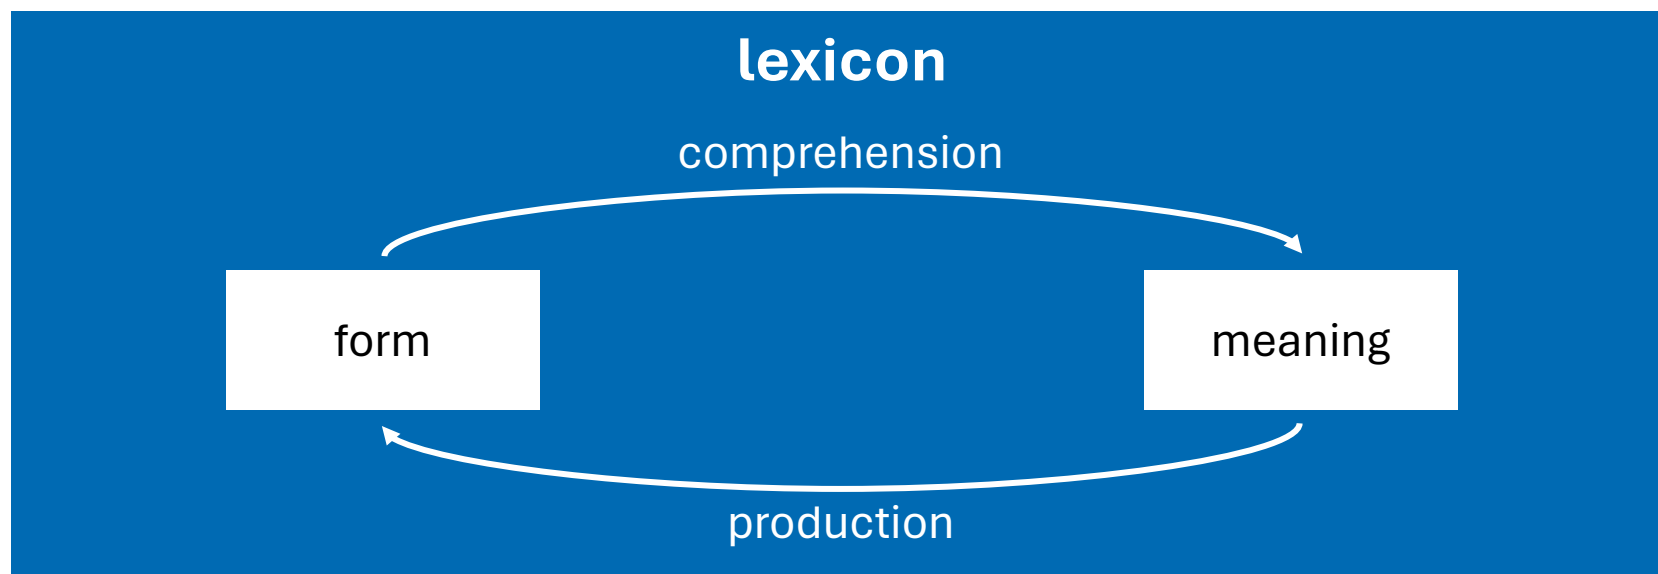 lexicon
comprehension
form
meaning
production